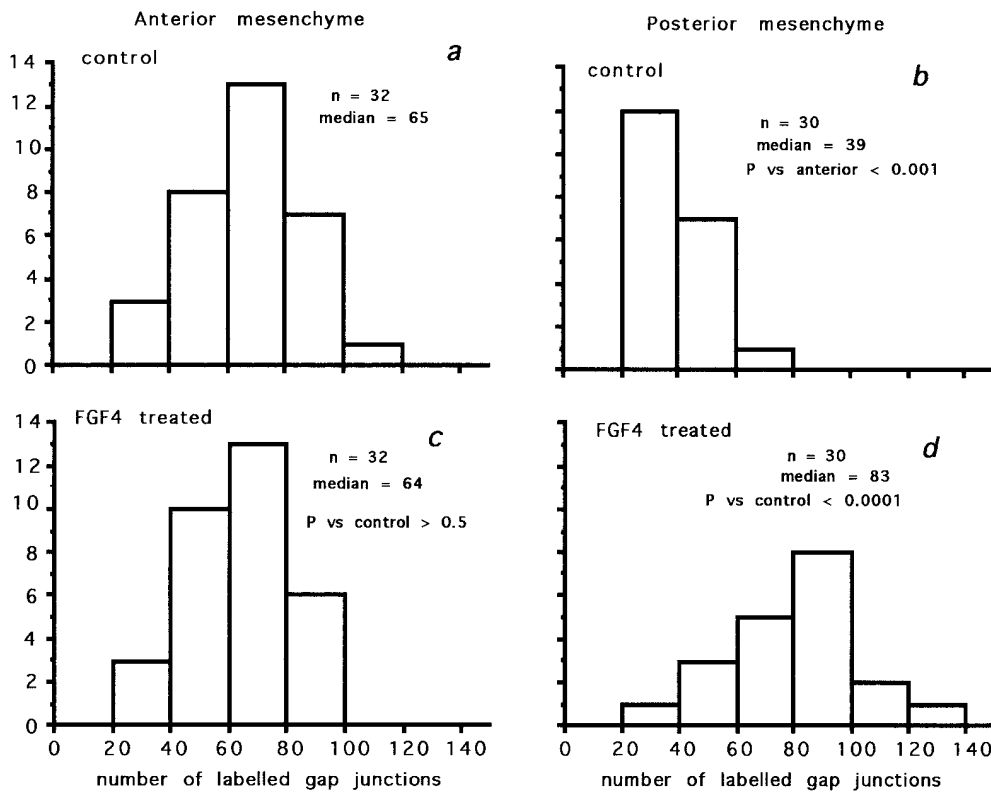 Anterior mesenchyme
control
a
n = 32
median = 65
14
12
10
8
6
4
2
0
Posterior mesenchyme
control
b
n = 30
median = 39
P vs anterior < 0.001
FGF4 treated
c
n = 32
median = 64
P vs control > 0.5
14
12
10
8
6
4
2
0
0 20 40 60 80 100 120 140
number of labelled gap junctions
FGF4 treated
d
n = 30
median = 83
P vs control < 0.0001
0 20 40 60 80 100 120 140
number of labelled gap junctions